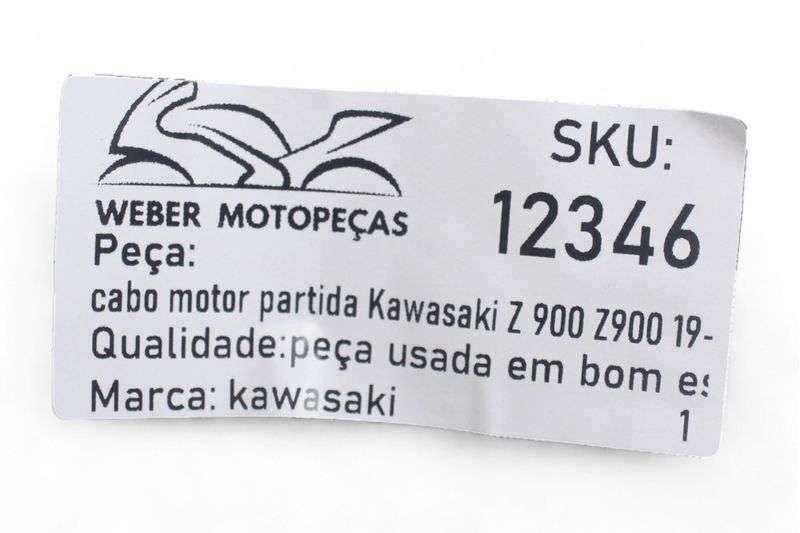 WEBER MOTOPEÇAS
SKU:
12346
Peça:
cabo motor partida Kawasaki Z 900 Z900 19-
Qualidade:peça usada em bom es
Marca: kawasaki
1